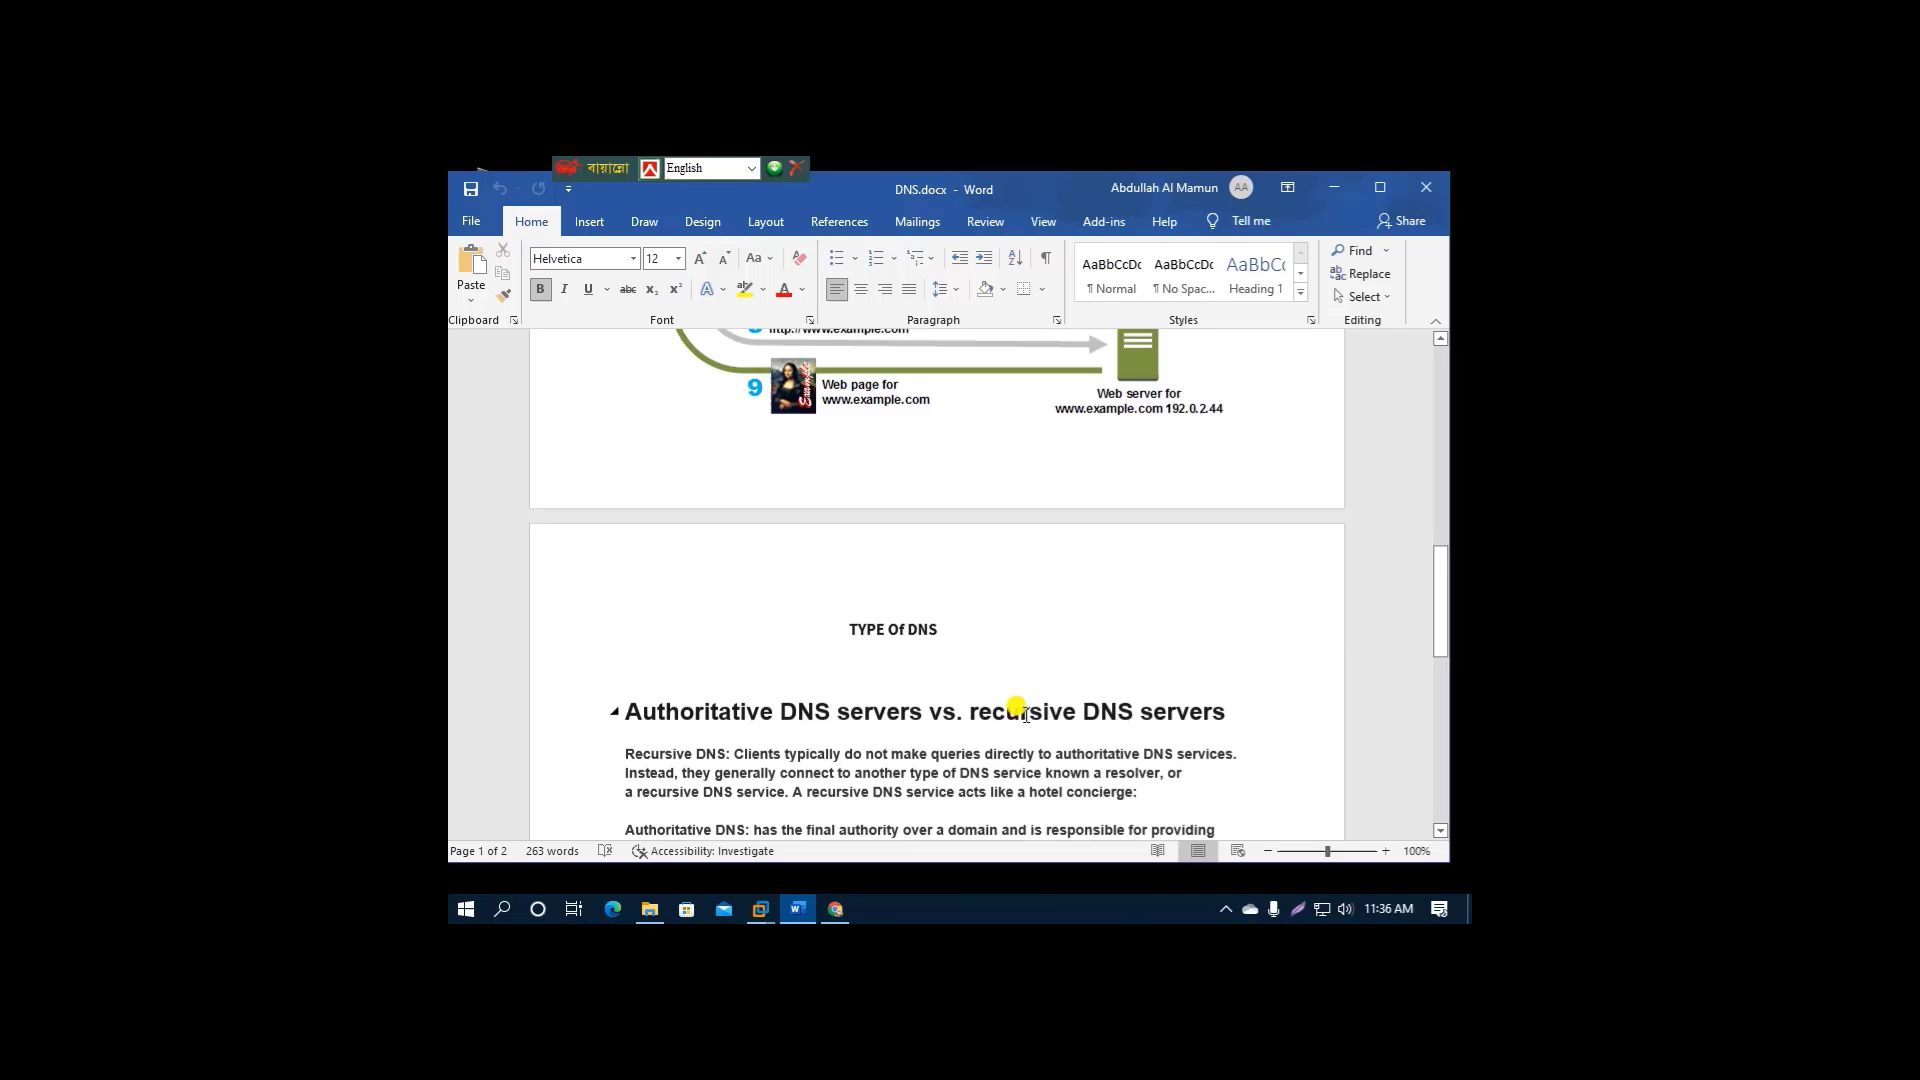 বায়ান্নো English
DNS.docx - Word
Abdullah Al Mamun AA
File Home Insert Draw Design Layout References Mailings Review View Add-ins Help Tell me Share
Helvetica 12 Aa
AaBbCcDc AaBbCcDc AaBbCc
Find
Replace
Paste
B I U abc x₂ x² A ab A
¶ Normal ¶ No Spac... Heading 1
Select
Clipboard Font Paragraph Styles Editing
http://www.example.com
9 Example
Web page for
www.example.com
Web server for
www.example.com 192.0.2.44
TYPE Of DNS
Authoritative DNS servers vs. recursive DNS servers
Recursive DNS: Clients typically do not make queries directly to authoritative DNS services.
Instead, they generally connect to another type of DNS service known a resolver, or
a recursive DNS service. A recursive DNS service acts like a hotel concierge:
Authoritative DNS: has the final authority over a domain and is responsible for providing
Page 1 of 2 263 words Accessibility: Investigate 100%
11:36 AM